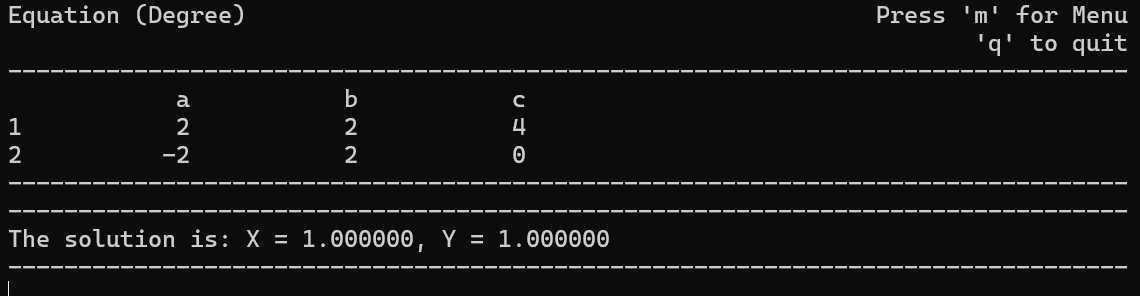 Equation (Degree) Press 'm' for Menu
'q' to quit
--------------------------------------------------------------------------------
a b c
1 2 2 4
2 -2 2 0
--------------------------------------------------------------------------------
--------------------------------------------------------------------------------
The solution is: X = 1.000000, Y = 1.000000
--------------------------------------------------------------------------------